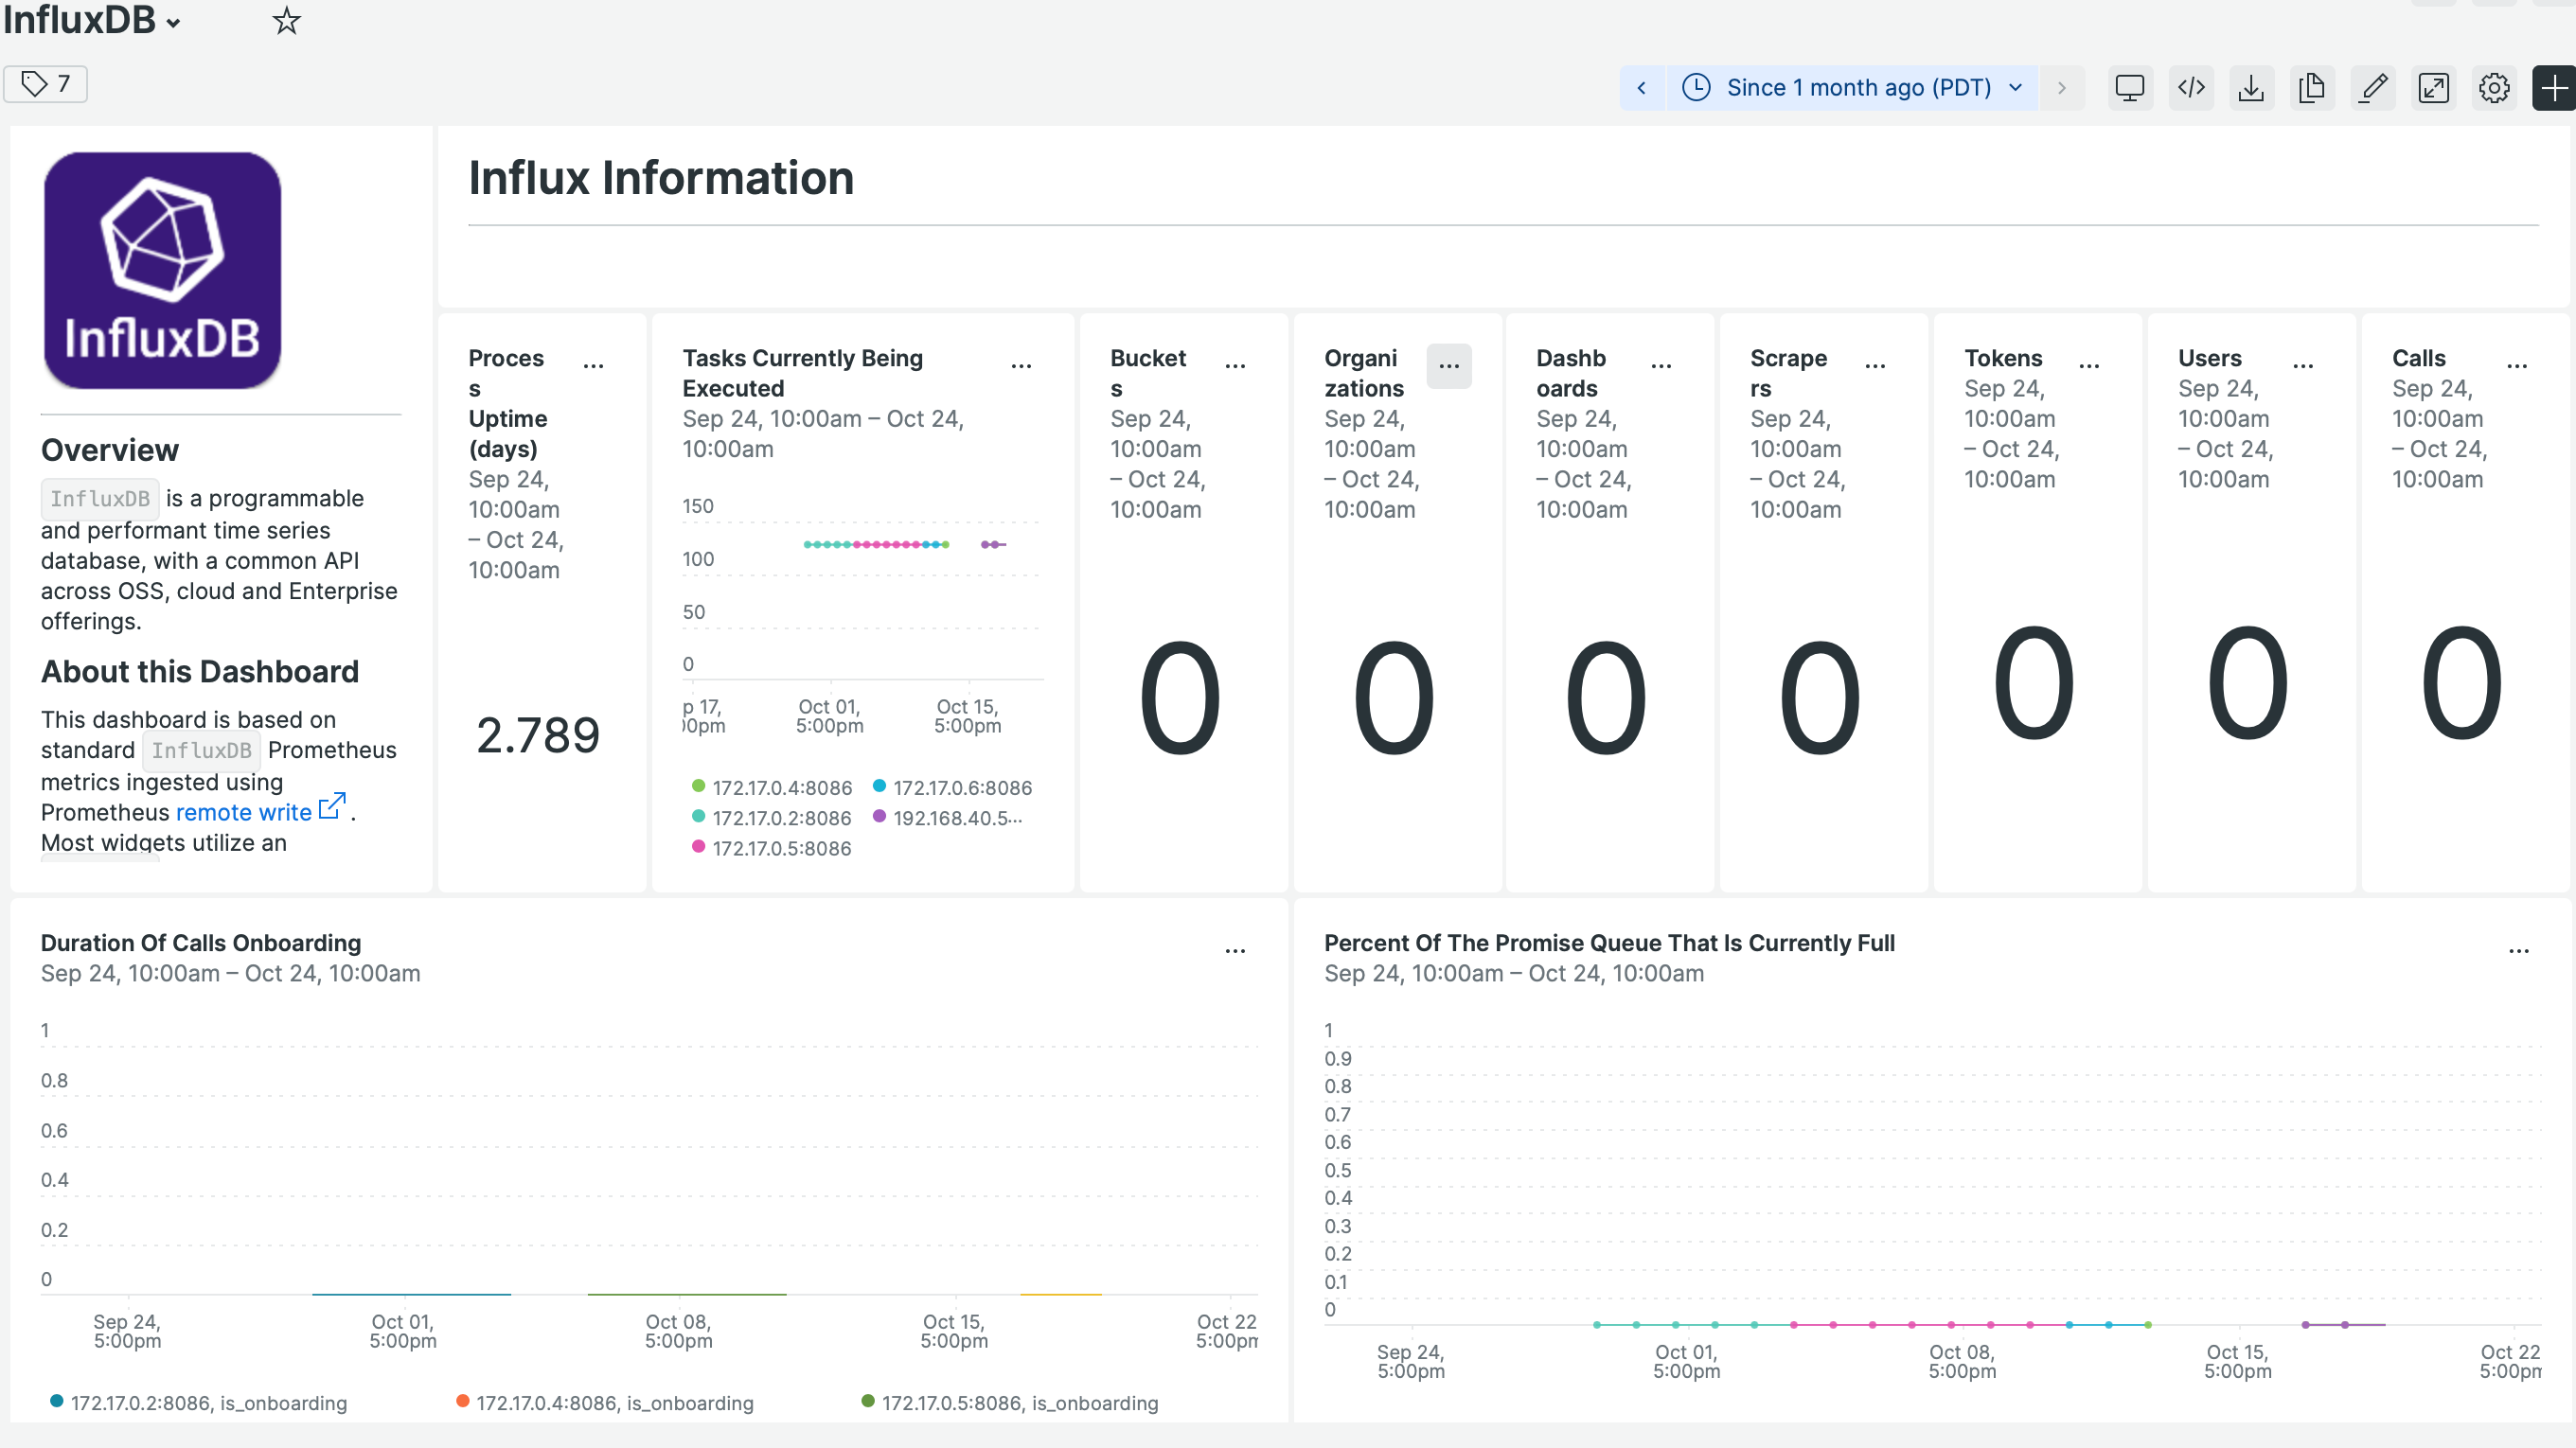 InfluxDB
7
Since 1 month ago (PDT)
InfluxDB
Overview
InfluxDB is a programmable
and performant time series
database, with a common API
across OSS, cloud and Enterprise
offerings.
About this Dashboard
This dashboard is based on
standard InfluxDB Prometheus
metrics ingested using
Prometheus remote write .
Most widgets utilize an
Influx Information
Proces
s
Uptime
(days)
Sep 24,
10:00am
– Oct 24,
10:00am
2.789
Tasks Currently Being
Executed
Sep 24, 10:00am – Oct 24,
10:00am
150
100
50
0
p 17,
00pm
Oct 01,
5:00pm
Oct 15,
5:00pm
172.17.0.4:8086
172.17.0.6:8086
172.17.0.2:8086
192.168.40.5...
172.17.0.5:8086
Bucket
s
Sep 24,
10:00am
– Oct 24,
10:00am
0
Organi
zations
Sep 24,
10:00am
– Oct 24,
10:00am
0
Dashb
oards
Sep 24,
10:00am
– Oct 24,
10:00am
0
Scrape
rs
Sep 24,
10:00am
– Oct 24,
10:00am
0
Tokens
Sep 24,
10:00am
– Oct 24,
10:00am
0
Users
Sep 24,
10:00am
– Oct 24,
10:00am
0
Calls
Sep 24,
10:00am
– Oct 24,
10:00am
0
Duration Of Calls Onboarding
Sep 24, 10:00am – Oct 24, 10:00am
1
0.8
0.6
0.4
0.2
0
Sep 24,
5:00pm
Oct 01,
5:00pm
Oct 08,
5:00pm
Oct 15,
5:00pm
Oct 22
5:00pm
172.17.0.2:8086, is_onboarding
172.17.0.4:8086, is_onboarding
172.17.0.5:8086, is_onboarding
Percent Of The Promise Queue That Is Currently Full
Sep 24, 10:00am – Oct 24, 10:00am
1
0.9
0.8
0.7
0.6
0.5
0.4
0.3
0.2
0.1
0
Sep 24,
5:00pm
Oct 01,
5:00pm
Oct 08,
5:00pm
Oct 15,
5:00pm
Oct 22
5:00pm